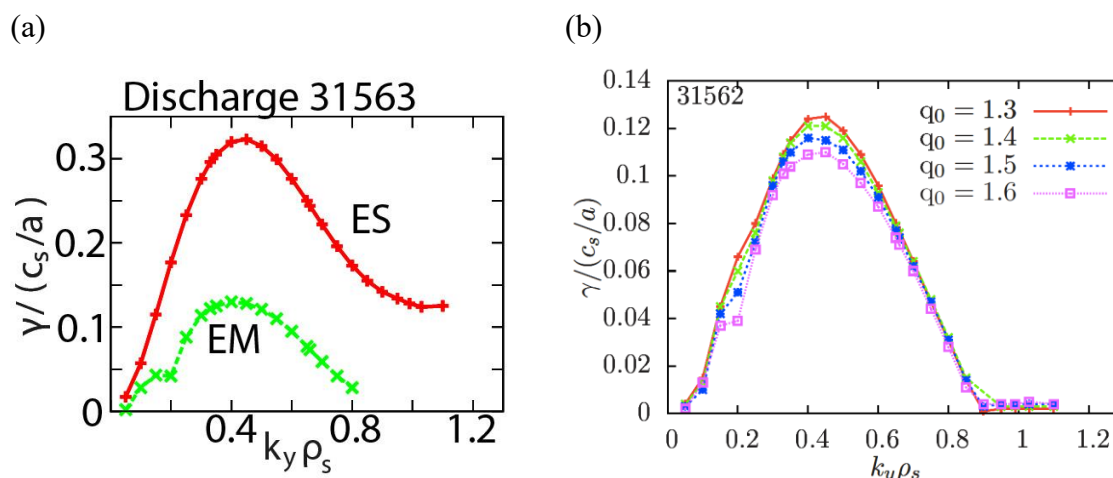 (a)
(b)
Discharge 31563
0.3
0.2
0.1
0
ES
EM
0.4
0.8
1.2
k_y ρ_s
γ/(c_s/a)
0.14
0.12
0.1
0.08
0.06
0.04
0.02
0
31562
q_0 = 1.3
q_0 = 1.4
q_0 = 1.5
q_0 = 1.6
0 0.2 0.4 0.6 0.8 1 1.2
k_yρ_s
γ/(c_s/a)